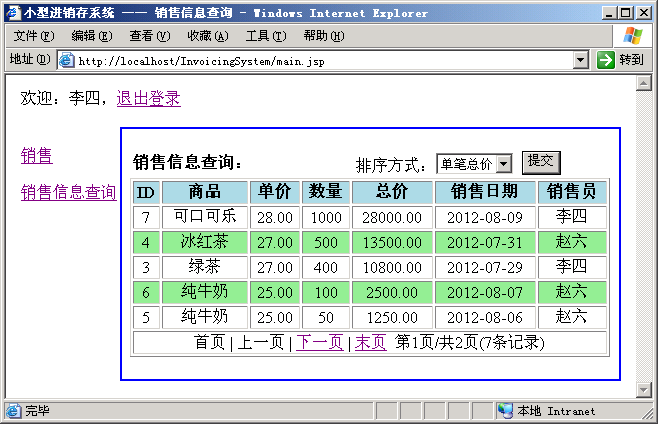 小型进销存系统 —— 销售信息查询 - Windows Internet Explorer
文件(F) 编辑(E) 查看(V) 收藏(A) 工具(T) 帮助(H)
地址(D) http://localhost/InvoicingSystem/main.jsp 转到
欢迎：李四，退出登录
销售
销售信息查询
销售信息查询： 排序方式： 单笔总价 提交
ID 商品 单价 数量 总价 销售日期 销售员
7 可口可乐 28.00 1000 28000.00 2012-08-09 李四
4 冰红茶 27.00 500 13500.00 2012-07-31 赵六
3 绿茶 27.00 400 10800.00 2012-07-29 李四
6 纯牛奶 25.00 100 2500.00 2012-08-07 赵六
5 纯牛奶 25.00 50 1250.00 2012-08-06 赵六
首页 | 上一页 | 下一页 | 末页 第1页/共2页(7条记录)
完毕 本地 Intranet